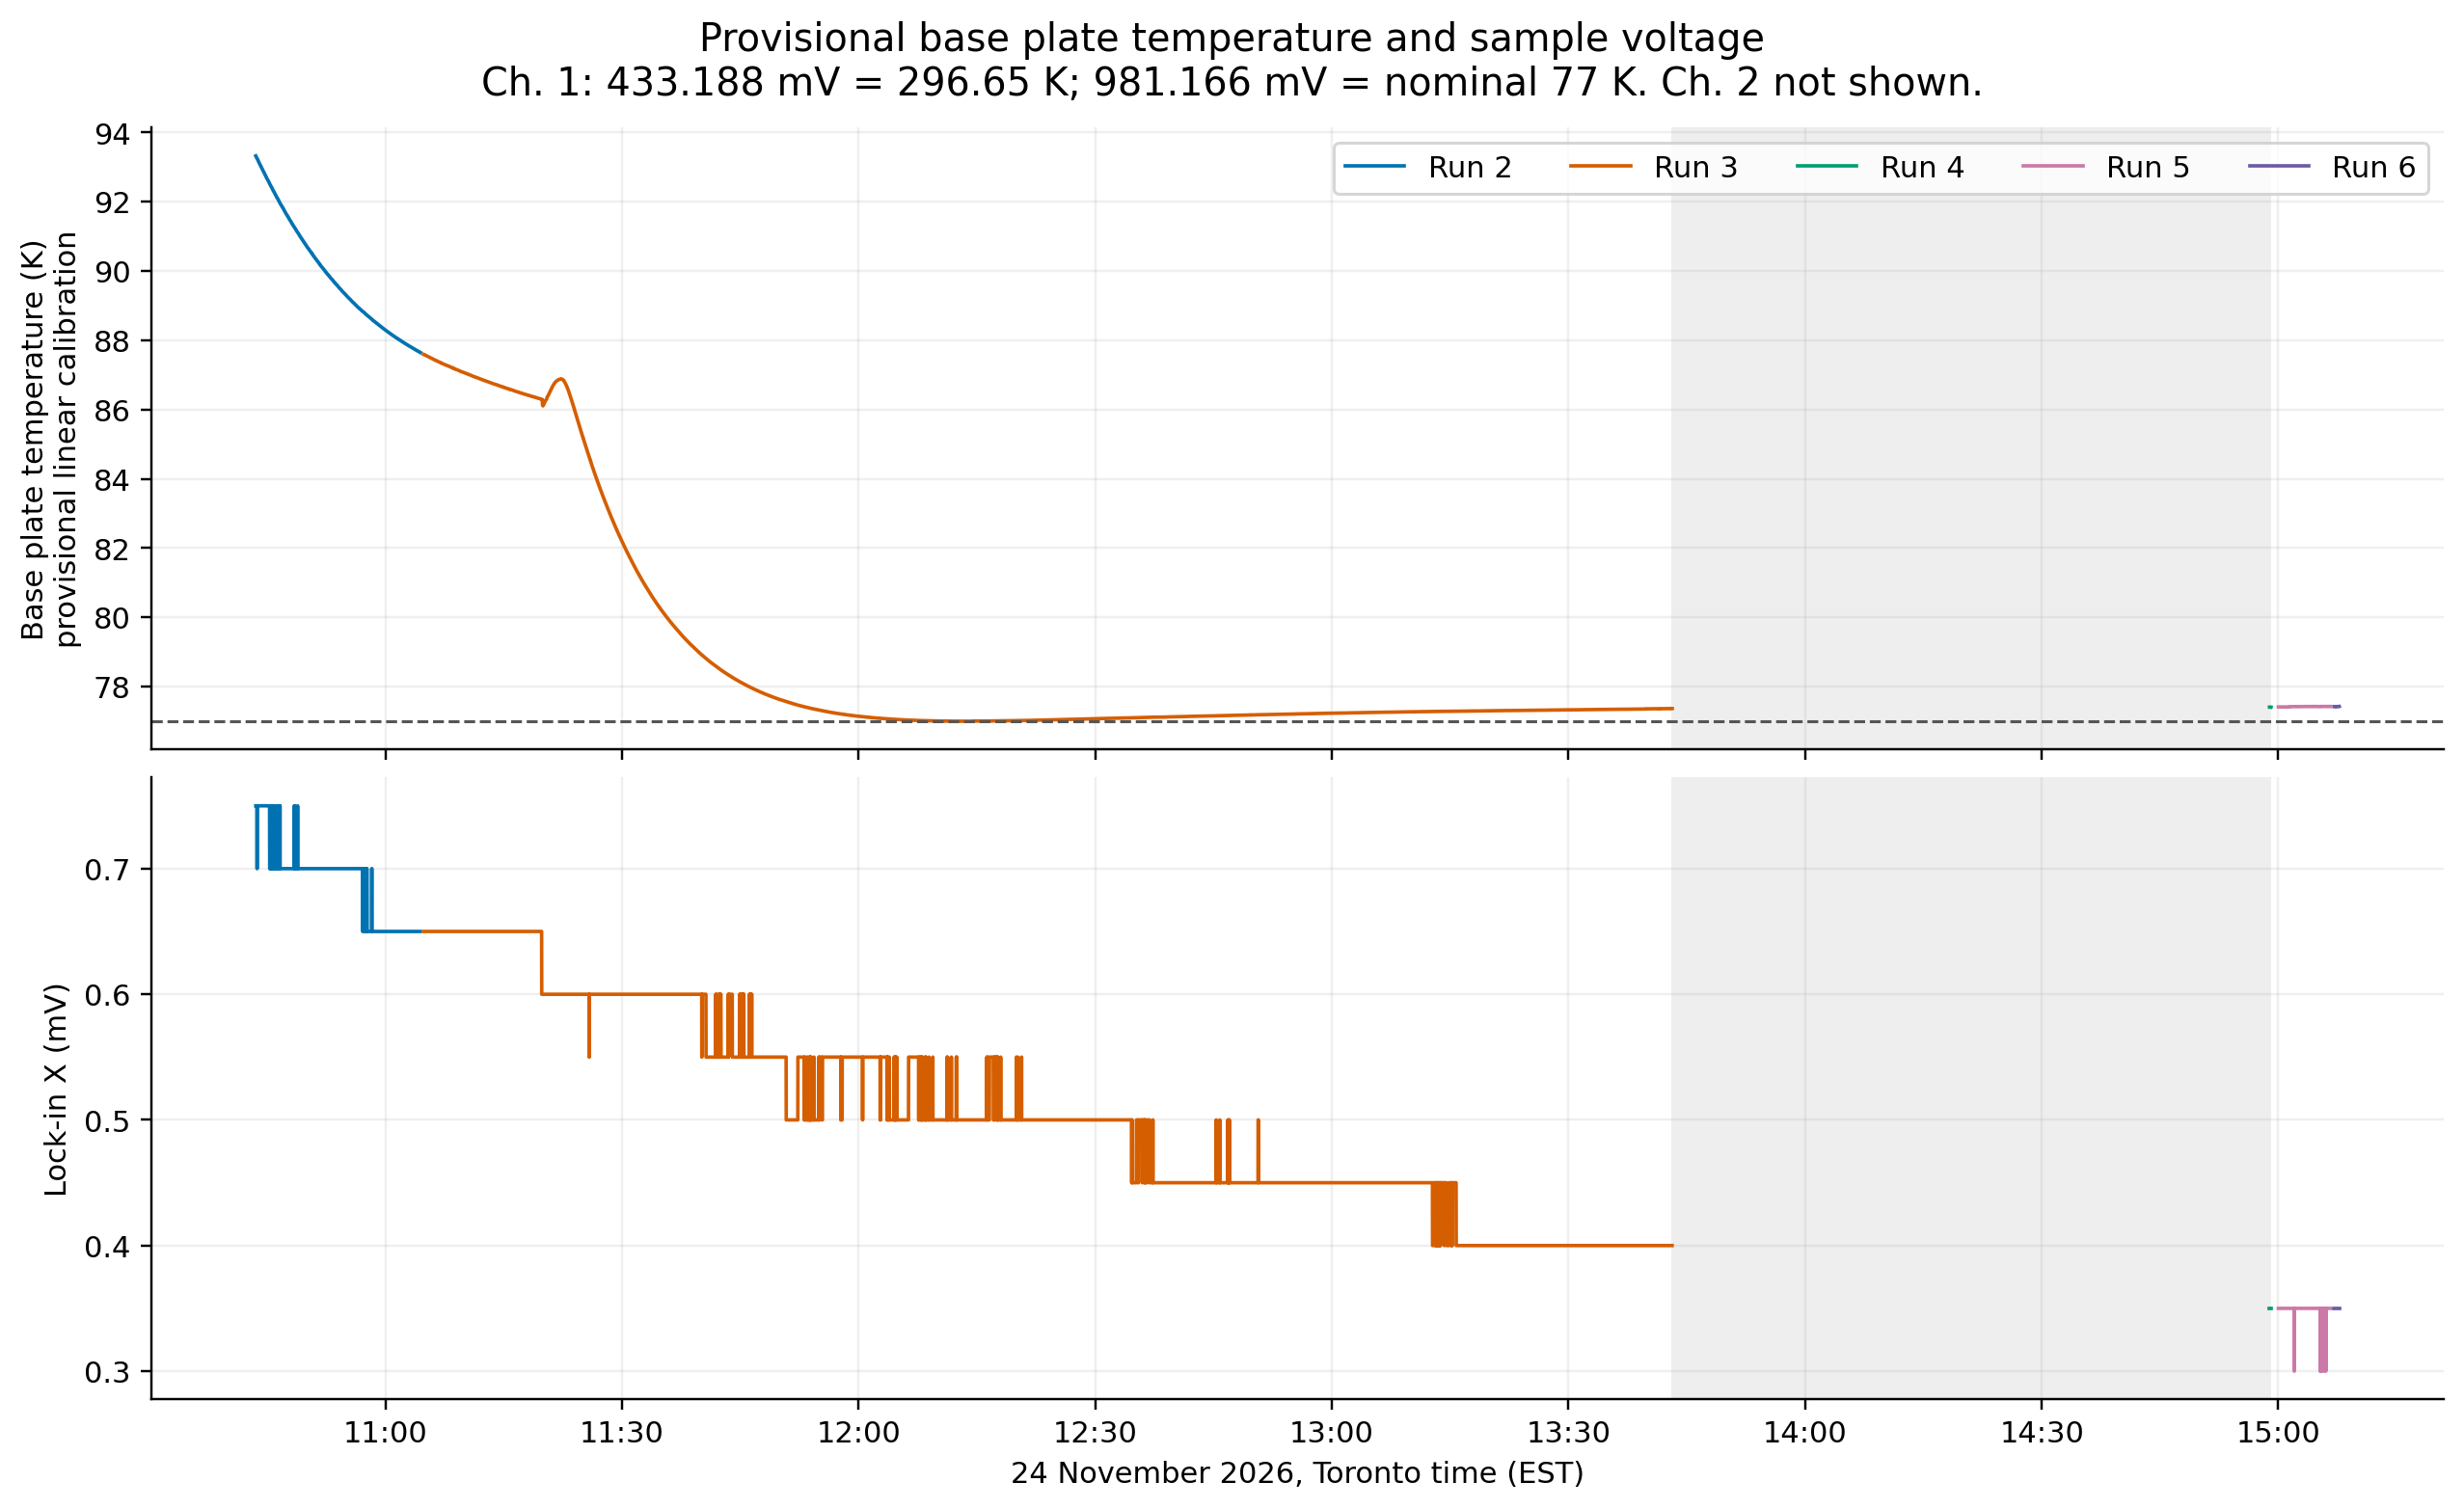 Provisional base plate temperature and sample voltage
Ch. 1: 433.188 mV = 296.65 K; 981.166 mV = nominal 77 K. Ch. 2 not shown.
Base plate temperature (K)
provisional linear calibration
94
92
90
88
86
84
82
80
78
Run 2
Run 3
Run 4
Run 5
Run 6
Lock-in X (mV)
0.7
0.6
0.5
0.4
0.3
11:00
11:30
12:00
12:30
13:00
13:30
14:00
14:30
15:00
24 November 2026, Toronto time (EST)